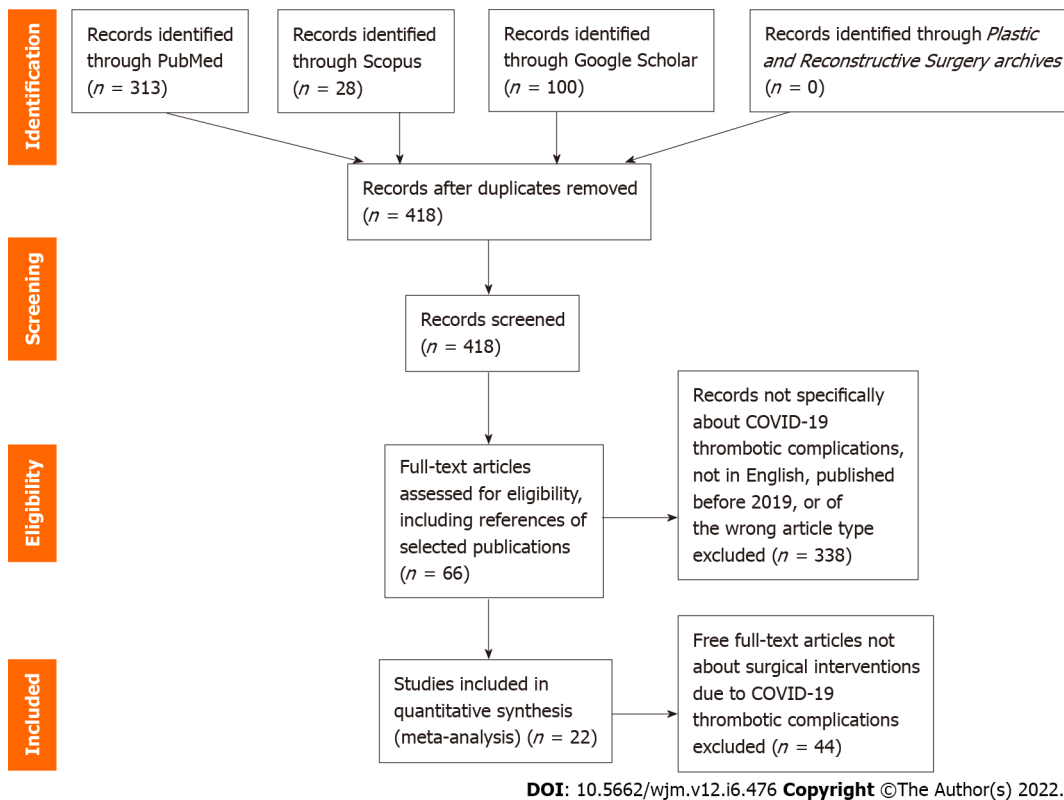 Identification
Records identified
through PubMed
(n = 313)
Records identified
through Scopus
(n = 28)
Records identified
through Google Scholar
(n = 100)
Records identified through Plastic
and Reconstructive Surgery archives
(n = 0)
Records after duplicates removed
(n = 418)
Screening
Records screened
(n = 418)
Eligibility
Full-text articles
assessed for eligibility,
including references of
selected publications
(n = 66)
Records not specifically
about COVID-19
thrombotic complications,
not in English, published
before 2019, or of
the wrong article type
excluded (n = 338)
Included
Studies included in
quantitative synthesis
(meta-analysis) (n = 22)
Free full-text articles not
about surgical interventions
due to COVID-19
thrombotic complications
excluded (n = 44)
DOI: 10.5662/wjm.v12.i6.476 Copyright ©The Author(s) 2022.